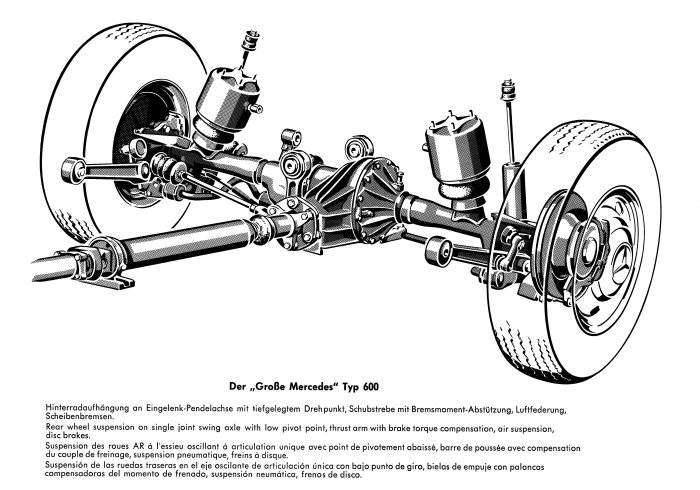 Der „Große Mercedes“ Typ 600
Hinterradaufhängung an Eingelenk-Pendelachse mit tiefgelegtem Drehpunkt, Schubstrebe mit Bremsmoment-Abstützung, Luftfederung,
Scheibenbremsen.
Rear wheel suspension on single joint swing axle with low pivot point, thrust arm with brake torque compensation, air suspension,
disc brakes.
Suspension des roues AR à l'essieu oscillant à articulation unique avec point de pivotement abaissé, barre de poussée avec compensation
du couple de freinage, suspension pneumatique, freins à disque.
Suspensión de las ruedas traseras en el eje oscilante de articulación única con bajo punto de giro, bielas de empuje con palancas
compensadoras del momento de frenado, suspensión neumática, frenos de disco.